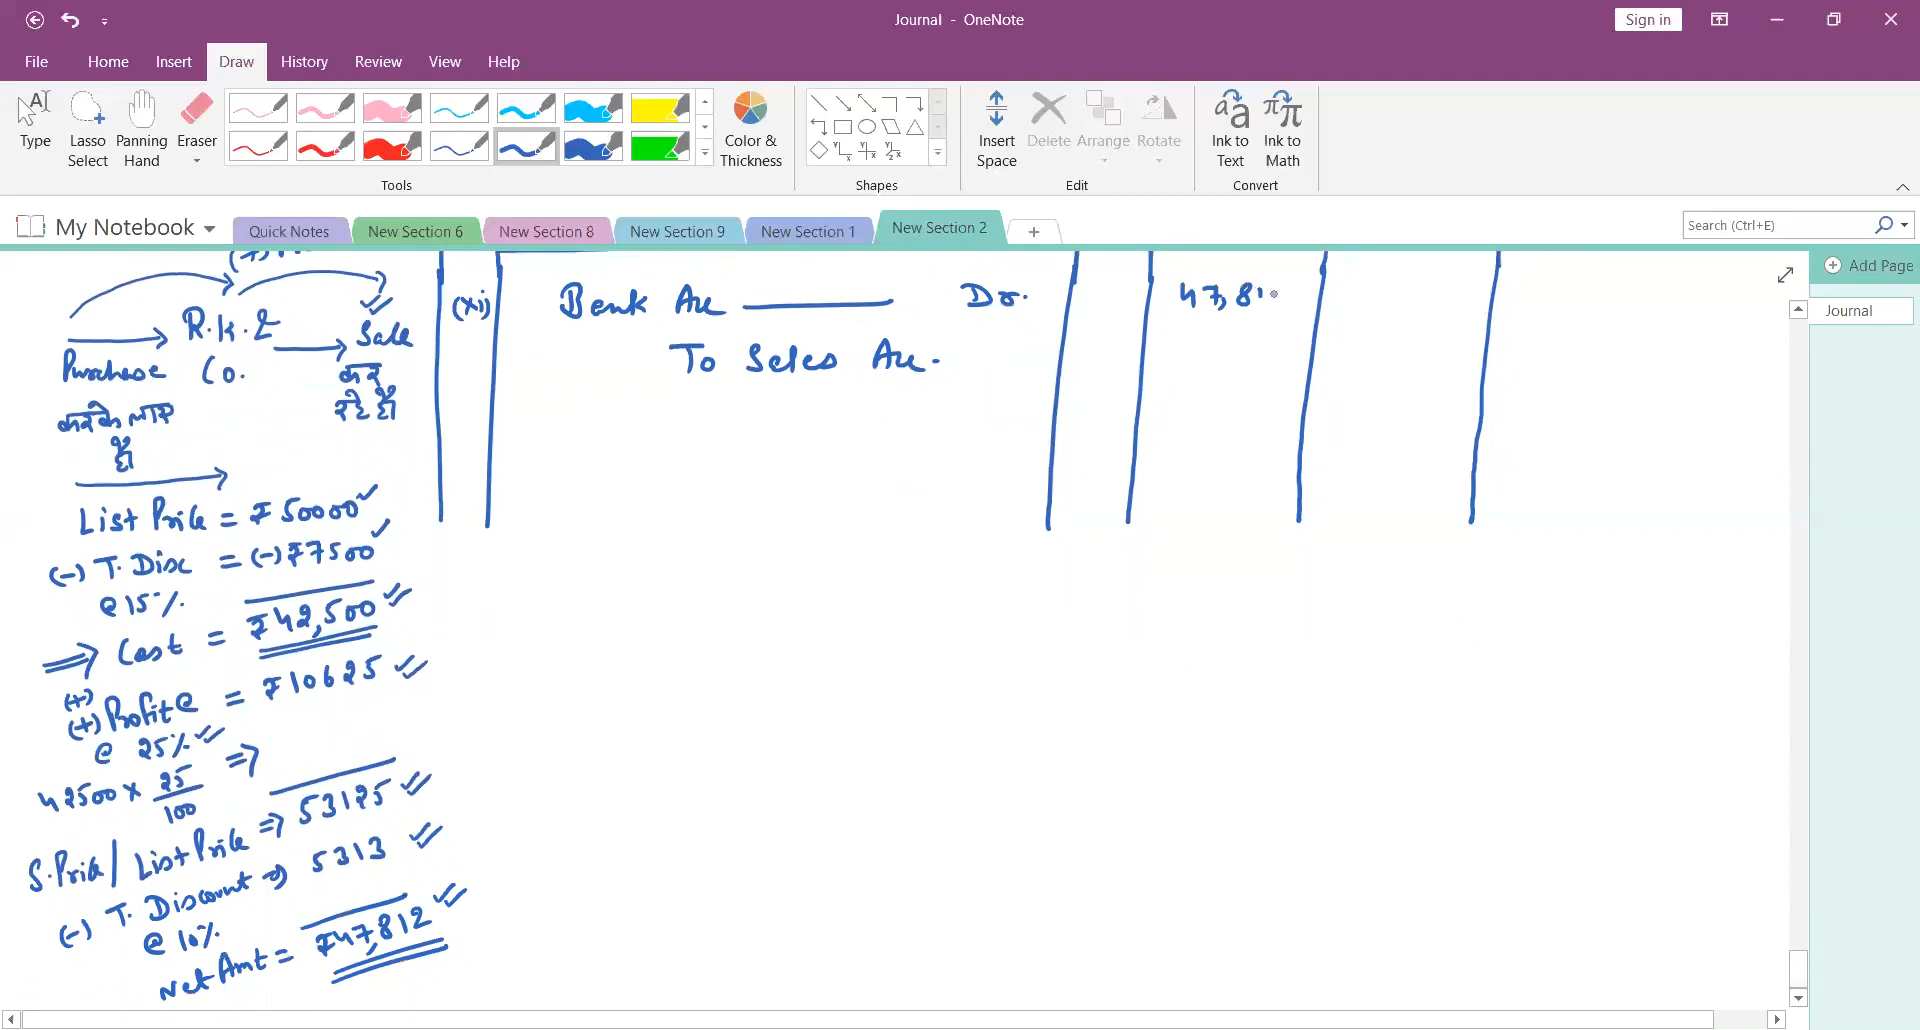 Journal - OneNote
Sign in
File Home Insert Draw History Review View Help
Type
Lasso Select
Panning Hand
Eraser
Color & Thickness
Insert Space
Delete
Arrange
Rotate
Ink to Text
Ink to Math
Tools
Shapes
Edit
Convert
My Notebook
Quick Notes
New Section 6
New Section 8
New Section 9
New Section 1
New Section 2
Search (Ctrl+E)
Add Page
Journal
R.K.&
Sale
Purchase Co.
List Price = ₹50000
(-) T. Disc = (-) ₹7500
@ 15%
₹42,500
Cost =
(+)
(+) Profit @ = ₹10625
@ 25% ⇒
42500 × 25/100
S.Price / List Price ⇒ 53125
(-) T. Discount ⇒ 5313
@ 10%
Net Amt = ₹47,812
(xi) Bank A/c Dr. 47,81
To Sales A/c.